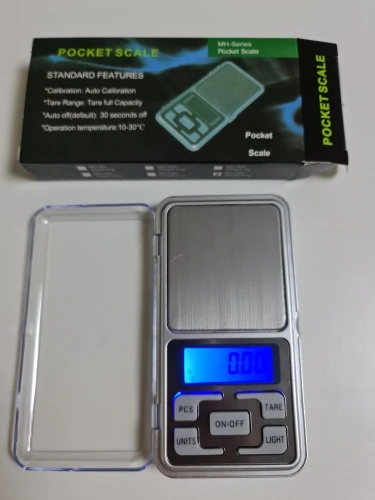 POCKET SCALE
MH-Series
Pocket Scale
STANDARD FEATURES
*Calibration: Auto Calibration
*Tare Range: Tare full Capacity
*Auto off(default): 30 seconds off
*Operation temperature:10-30℃
Pocket
Scale
POCKET SCALE
0.00
PCS
TARE
ON·OFF
UNITS
LIGHT